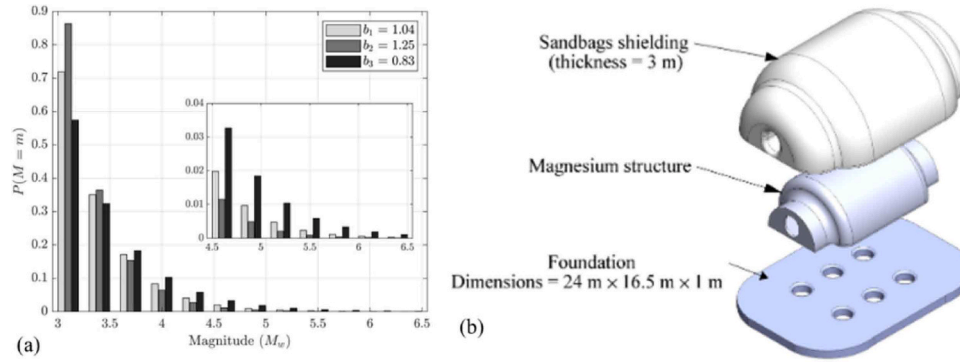 0.9
0.8
0.7
0.6
0.5
0.4
0.3
0.2
0.1
0
P(M = m)
b₁ = 1.04
b₂ = 1.25
b₃ = 0.83
0.04
0.03
0.02
0.01
0
4.5 5 5.5 6 6.5
3 3.5 4 4.5 5 5.5 6 6.5
Magnitude (M_w)
(a)
Sandbags shielding
(thickness = 3 m)
Magnesium structure
Foundation
Dimensions = 24 m × 16.5 m × 1 m
(b)